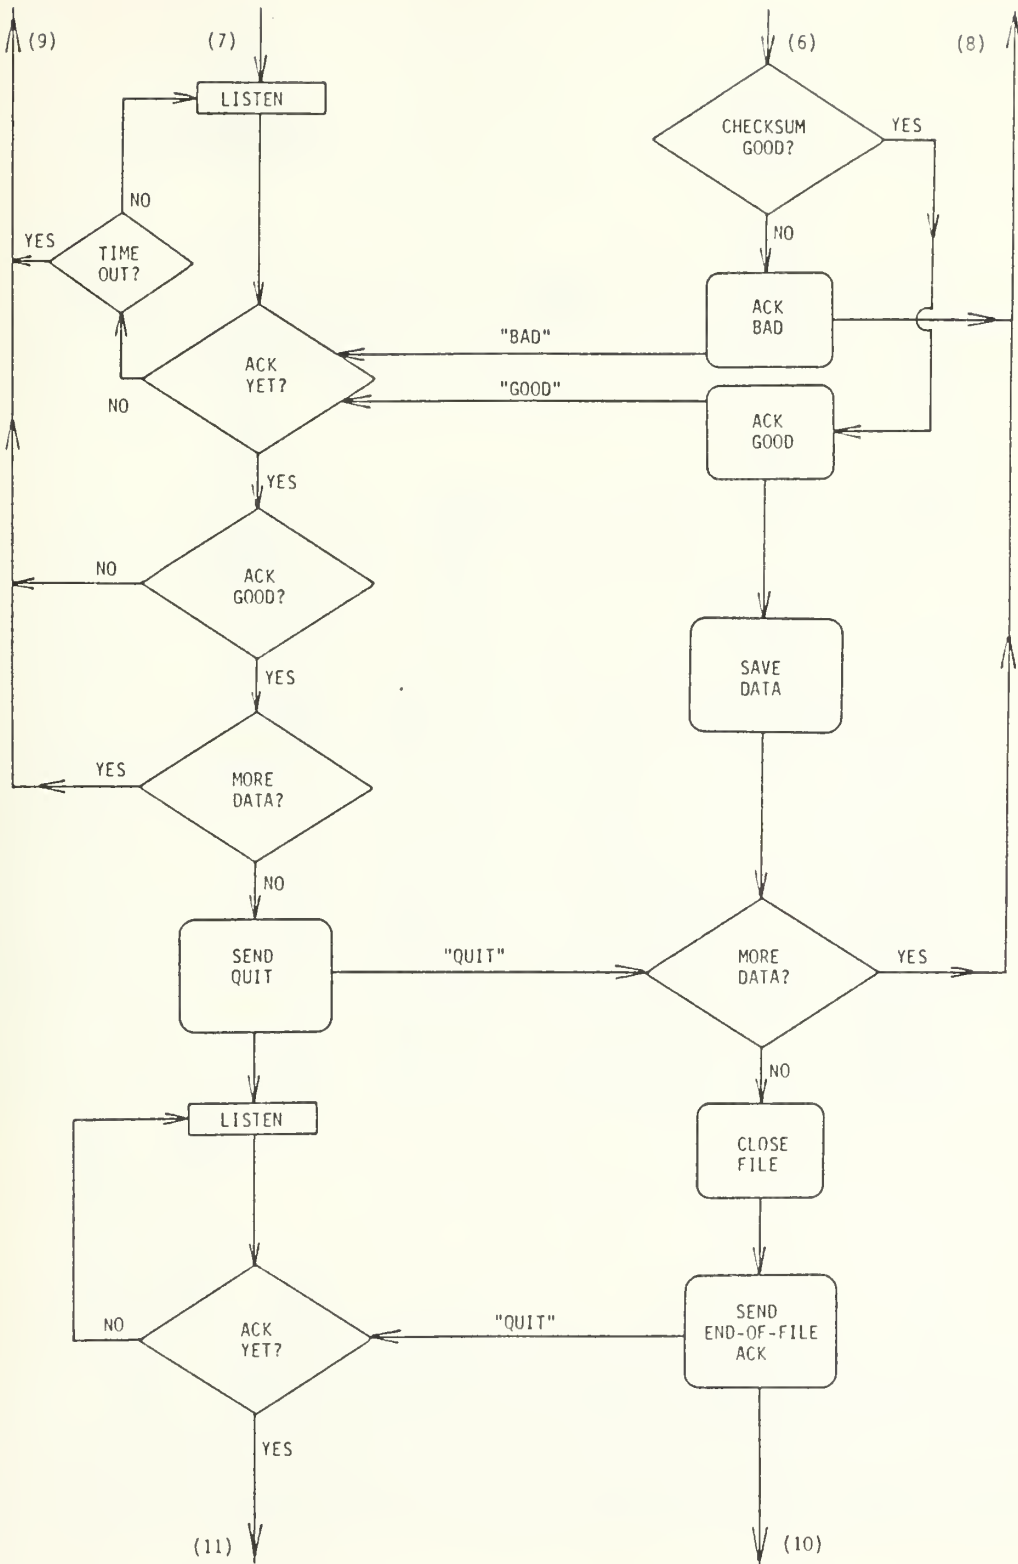 (9)
(7)
(6)
(8)
LISTEN
CHECKSUM
GOOD?
YES
NO
NO
YES
TIME
OUT?
ACK
BAD
"BAD"
ACK
YET?
NO
"GOOD"
ACK
GOOD
YES
NO
ACK
GOOD?
YES
SAVE
DATA
YES
MORE
DATA?
NO
SEND
QUIT
"QUIT"
MORE
DATA?
YES
NO
LISTEN
CLOSE
FILE
NO
ACK
YET?
"QUIT"
SEND
END-OF-FILE
ACK
YES
(11)
(10)